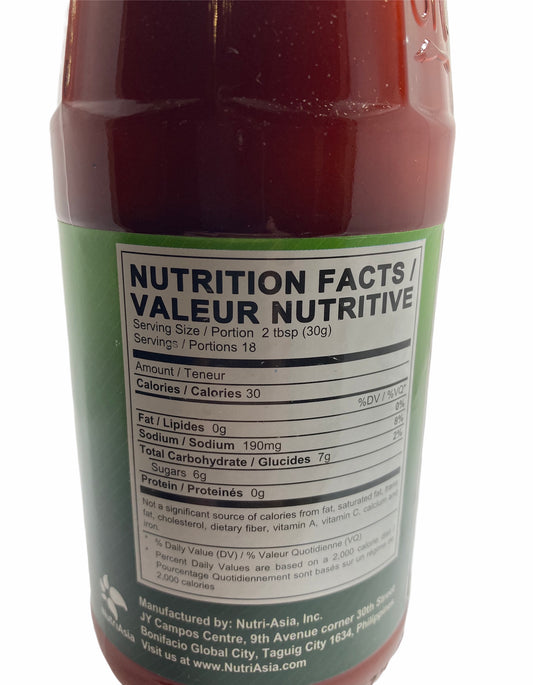 NUTRITION FACTS /
VALEUR NUTRITIVE
Serving Size / Portion 2 tbsp (30g)
Servings / Portions 18
Amount / Teneur
Calories / Calories 30
%DV / %VQ*
Fat / Lipides 0g 0%
Sodium / Sodium 190mg 8%
Total Carbohydrate / Glucides 7g 2%
Sugars 6g
Protein / Proteinés 0g
Not a significant source of calories from fat, saturated fat, trans
fat, cholesterol, dietary fiber, vitamin A, vitamin C, calcium and
iron.
* % Daily Value (DV) / % Valeur Quotidienne (VQ)
* Percent Daily Values are based on a 2,000 calorie diet /
Pourcentage Quotidiennement sont basés sur un régime de
2,000 calories
NutriAsia
Manufactured by: Nutri-Asia, Inc.
JY Campos Centre, 9th Avenue corner 30th Street
Bonifacio Global City, Taguig City 1634, Philippines
Visit us at www.NutriAsia.com